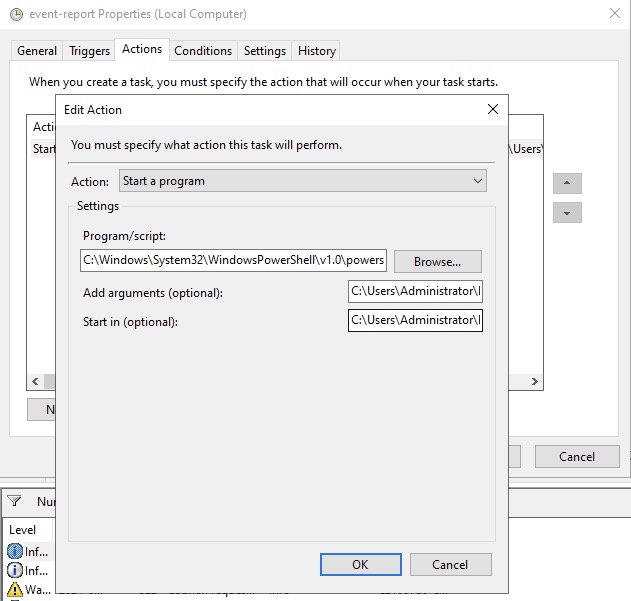 event-report Properties (Local Computer)
General Triggers Actions Conditions Settings History
When you create a task, you must specify the action that will occur when your task starts.
Acti
Start
\Users\
Edit Action
You must specify what action this task will perform.
Action: Start a program
Settings
Program/script:
C:\Windows\System32\WindowsPowerShell\v1.0\powers
Browse...
Add arguments (optional): C:\Users\Administrator\
Start in (optional): C:\Users\Administrator\
N
Cancel
Nur
Level
Inf...
Inf...
Wa...
OK Cancel